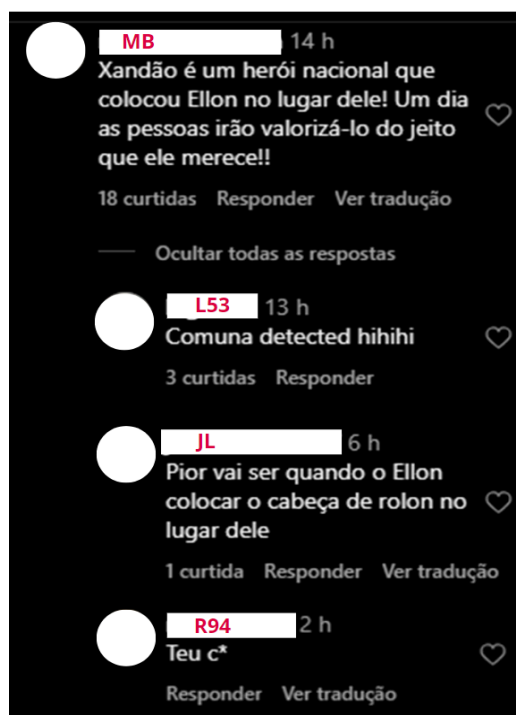 MB 14 h
Xandão é um herói nacional que
colocou Ellon no lugar dele! Um dia
as pessoas irão valorizá-lo do jeito
que ele merece!!
18 curtidas Responder Ver tradução
Ocultar todas as respostas
L53 13 h
Comuna detected hihihi
3 curtidas Responder
JL 6 h
Pior vai ser quando o Ellon
colocar o cabeça de rolon no
lugar dele
1 curtida Responder Ver tradução
R94 2 h
Teu c*
Responder Ver tradução